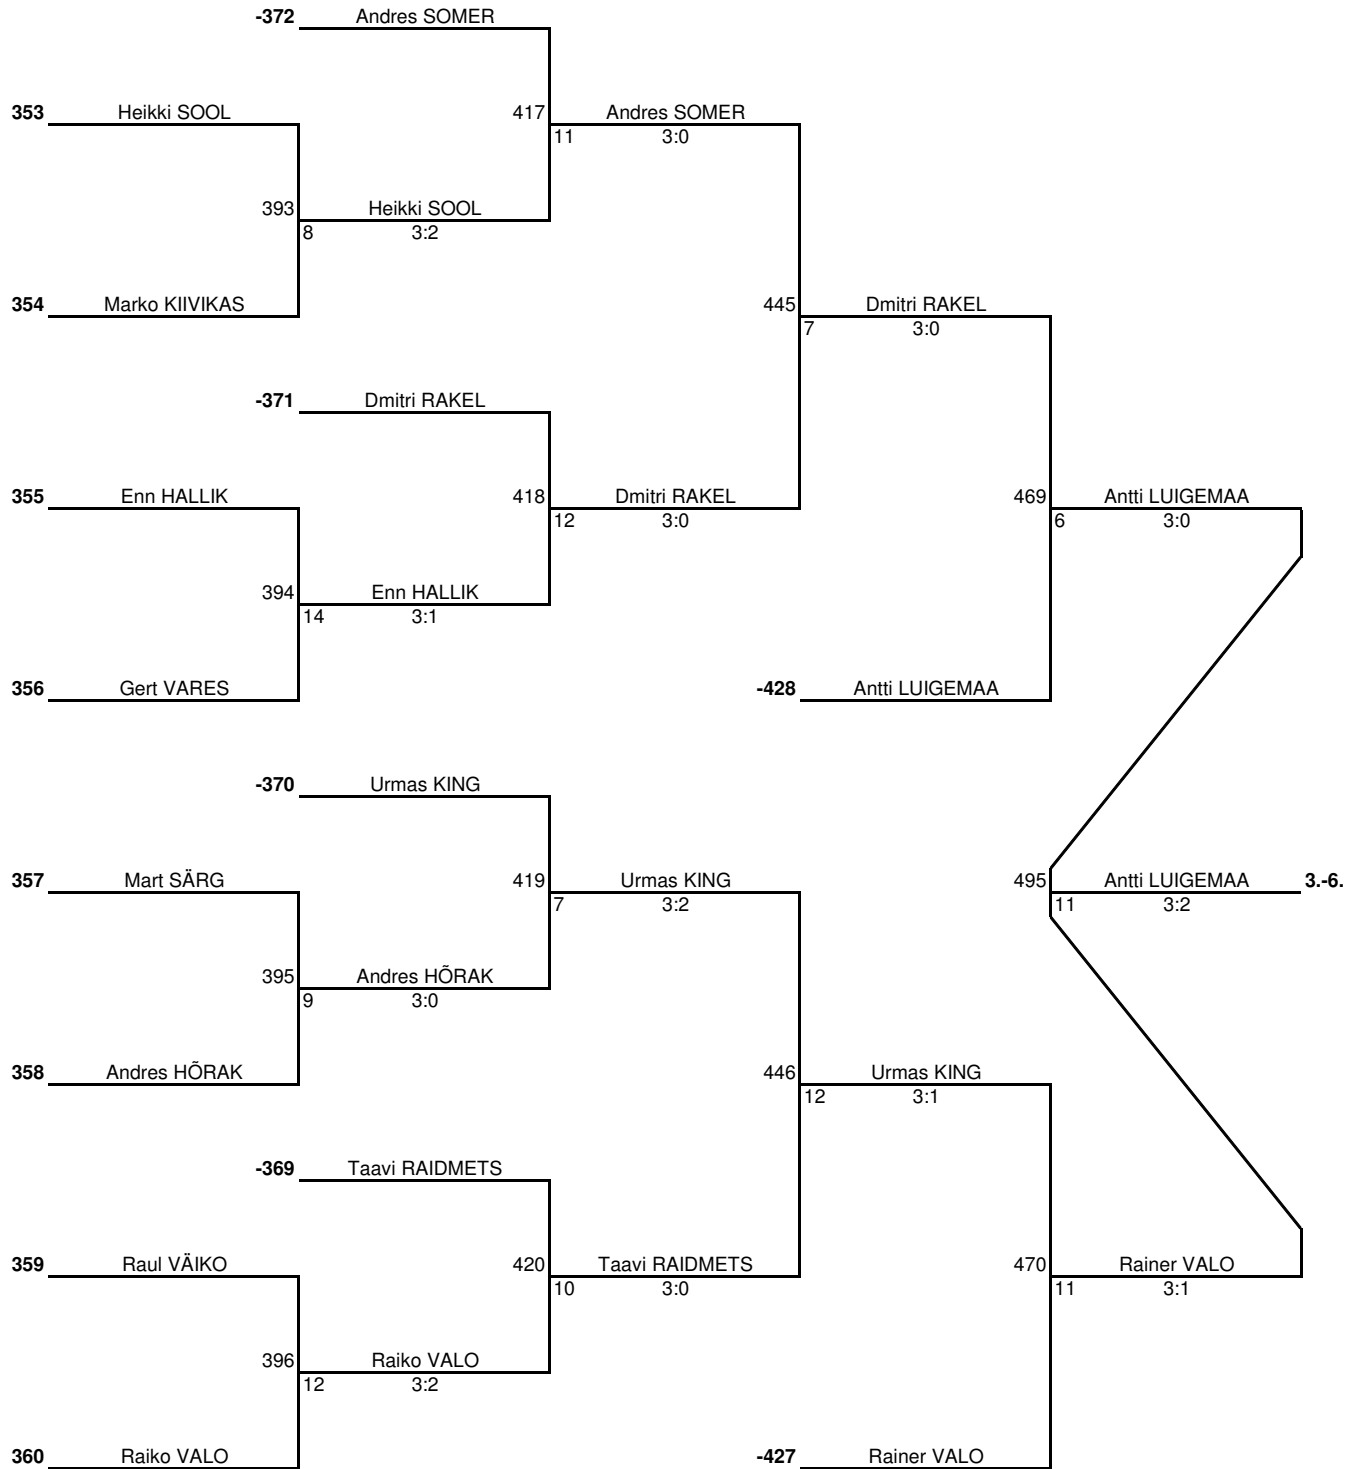 -372 Andres SOMER
353 Heikki SOOL 417 Andres SOMER
11 3:0
393 Heikki SOOL
8 3:2
354 Marko KIIVIKAS 445 Dmitri RAKEL
7 3:0
-371 Dmitri RAKEL
355 Enn HALLIK 418 Dmitri RAKEL 469 Antti LUIGEMAA
12 3:0 6 3:0
394 Enn HALLIK
14 3:1
356 Gert VARES -428 Antti LUIGEMAA
-370 Urmas KING
357 Mart SÄRG 419 Urmas KING 495 Antti LUIGEMAA 3.-6.
7 3:2 11 3:2
395 Andres HÕRAK
9 3:0
358 Andres HÕRAK 446 Urmas KING
12 3:1
-369 Taavi RAIDMETS
359 Raul VÄIKO 420 Taavi RAIDMETS 470 Rainer VALO
10 3:0 11 3:1
396 Raiko VALO
12 3:2
360 Raiko VALO -427 Rainer VALO